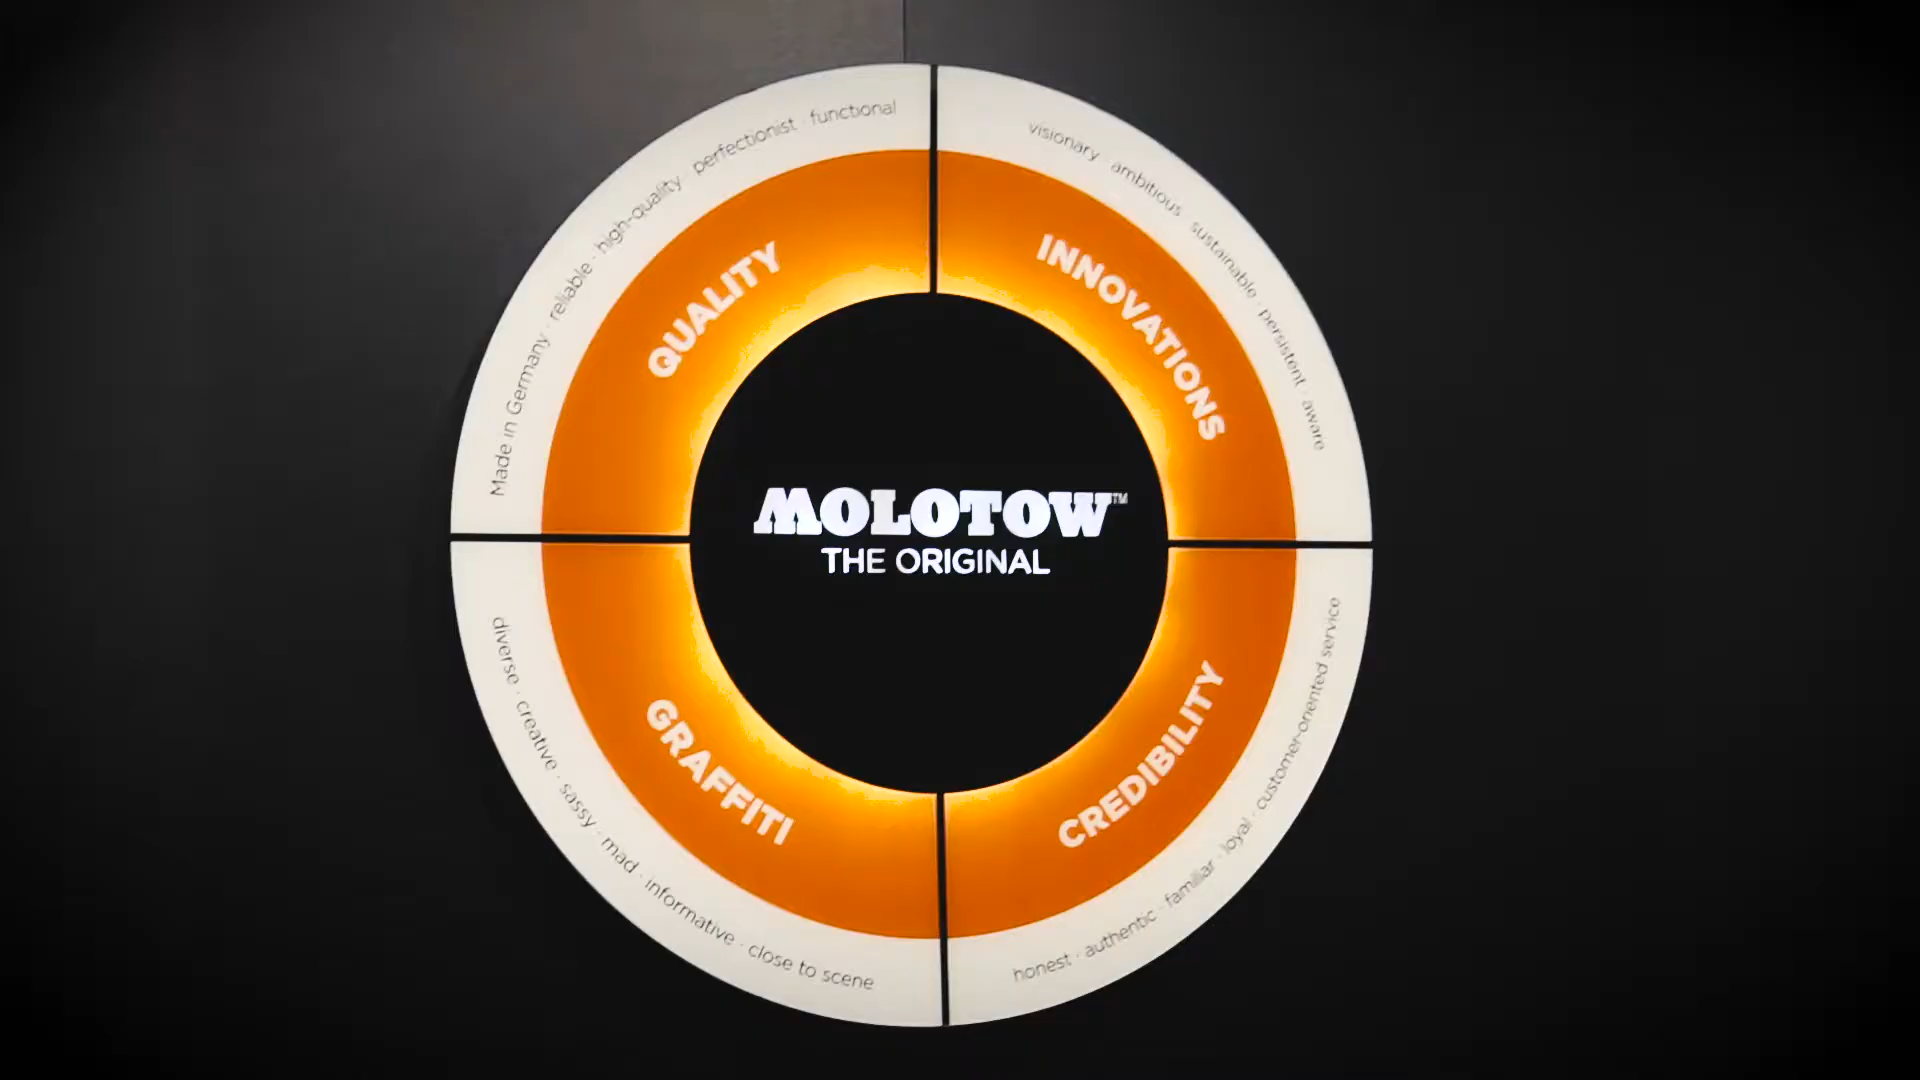 Made in Germany · reliable · high-quality · perfectionist · functional
QUALITY
visionary · ambitious · sustainable · persistent · aware
INNOVATIONS
MOLOTOW™
THE ORIGINAL
GRAFFITI
diverse · creative · sassy · mad · informative · close to scene
CREDIBILITY
honest · authentic · familiar · loyal · customer-oriented service